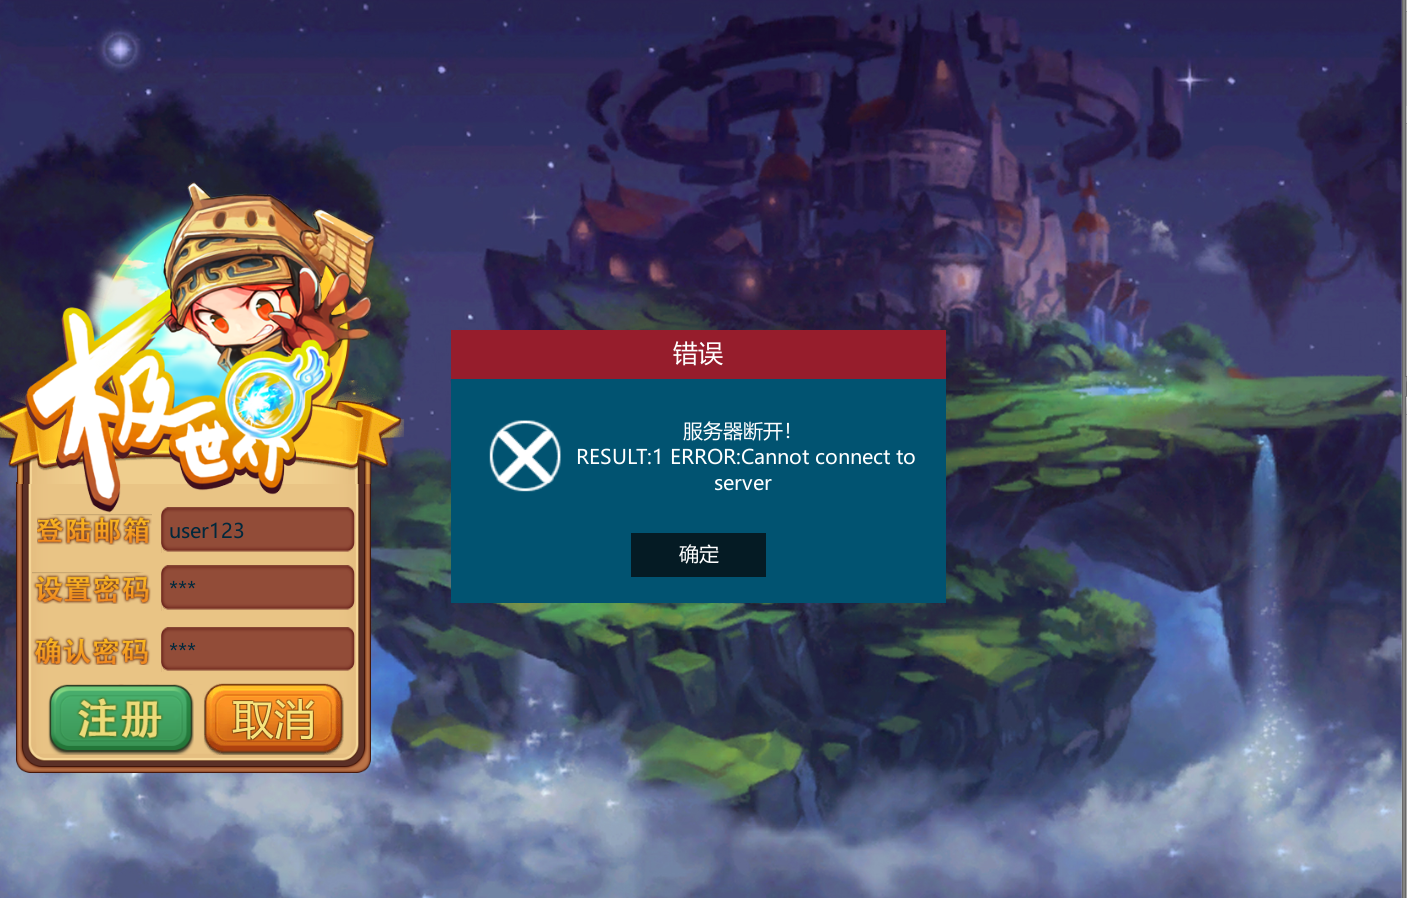 极世界
登陆邮箱 user123
设置密码 ***
确认密码 ***
注册 取消
错误
服务器断开!
RESULT:1 ERROR:Cannot connect to
server
确定